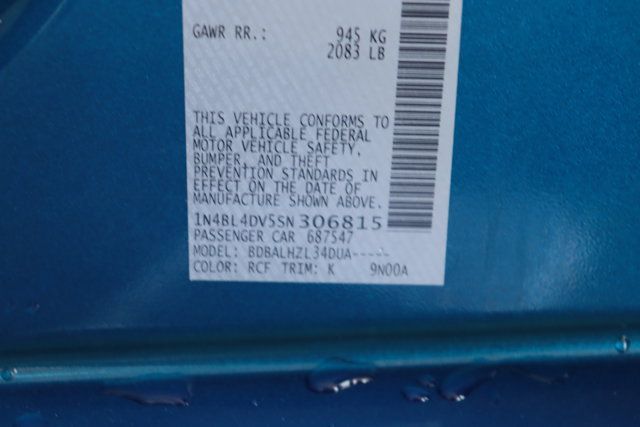 GAWR RR.: 945 KG
2083 LB
THIS VEHICLE CONFORMS TO
ALL APPLICABLE FEDERAL
MOTOR VEHICLE SAFETY,
BUMPER, AND THEFT
PREVENTION STANDARDS IN
EFFECT ON THE DATE OF
MANUFACTURE SHOWN ABOVE.
1N4BL4DV5SN306815
PASSENGER CAR 687547
MODEL: BDBALHZL34DUA-----
COLOR: RCF TRIM: K 9N00A